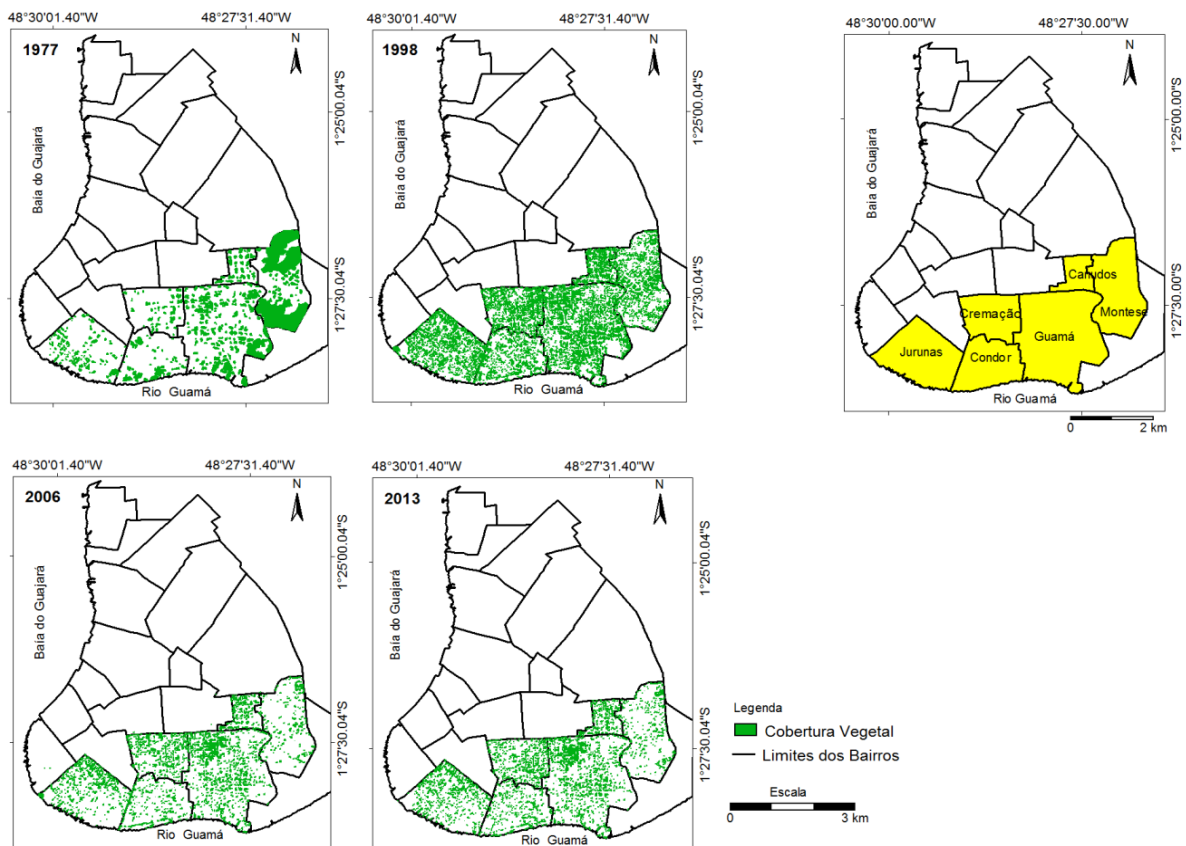 48°30'01.40"W
48°27'31.40"W
1977
N
Baía do Guajará
1°25'00.04"S
1°27'30.04"S
Rio Guamá
48°30'01.40"W
48°27'31.40"W
1998
N
Baía do Guajará
1°25'00.04"S
1°27'30.04"S
Rio Guamá
48°30'00.00"W
48°27'30.00"W
N
Baía do Guajará
1°25'00.00"S
1°27'30.00"S
Canudos
Cremação
Montese
Guamá
Jurunas
Condor
Rio Guamá
0 2 km
48°30'01.40"W
48°27'31.40"W
2006
N
Baía do Guajará
1°25'00.04"S
1°27'30.04"S
Rio Guamá
48°30'01.40"W
48°27'31.40"W
2013
N
Baía do Guajará
1°25'00.04"S
1°27'30.04"S
Rio Guamá
Legenda
Cobertura Vegetal
Limites dos Bairros
Escala
0 3 km